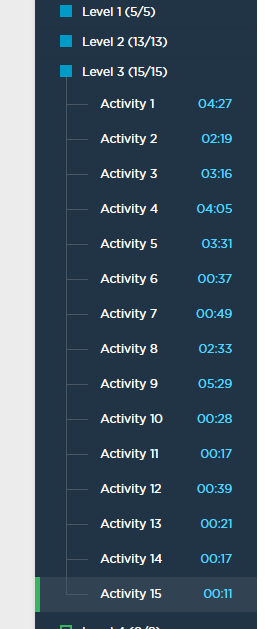 Level 1 (5/5)
Level 2 (13/13)
Level 3 (15/15)
Activity 1 04:27
Activity 2 02:19
Activity 3 03:16
Activity 4 04:05
Activity 5 03:31
Activity 6 00:37
Activity 7 00:49
Activity 8 02:33
Activity 9 05:29
Activity 10 00:28
Activity 11 00:17
Activity 12 00:39
Activity 13 00:21
Activity 14 00:17
Activity 15 00:11